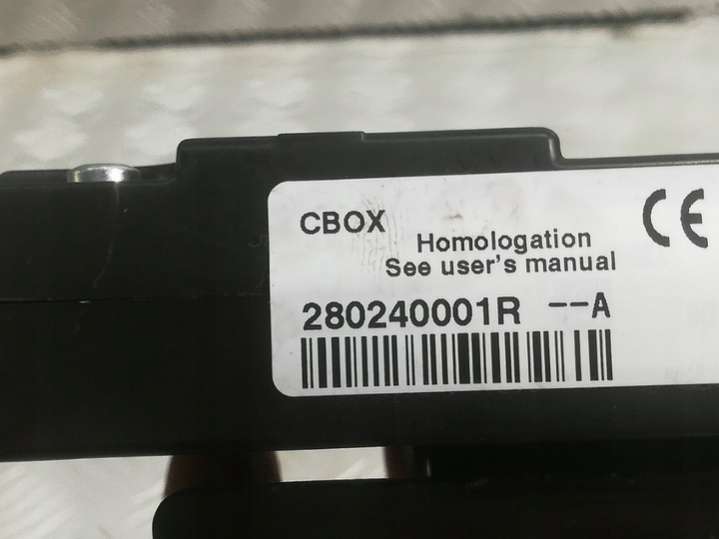 CBOX
CE
Homologation
See user's manual
280240001R --A